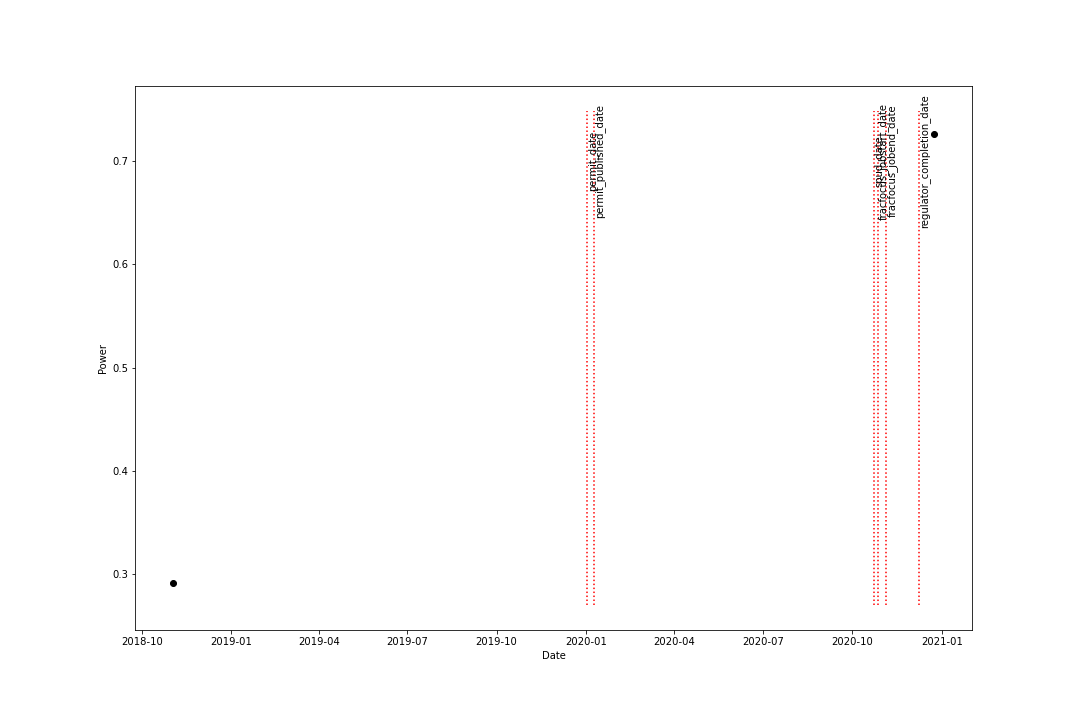 permit_date
permit_published_date
spud_date
fracfocus_jobstart_date
fracfocus_jobend_date
regulator_completion_date
Power
0.7
0.6
0.5
0.4
0.3
2018-10
2019-01
2019-04
2019-07
2019-10
2020-01
2020-04
2020-07
2020-10
2021-01
Date